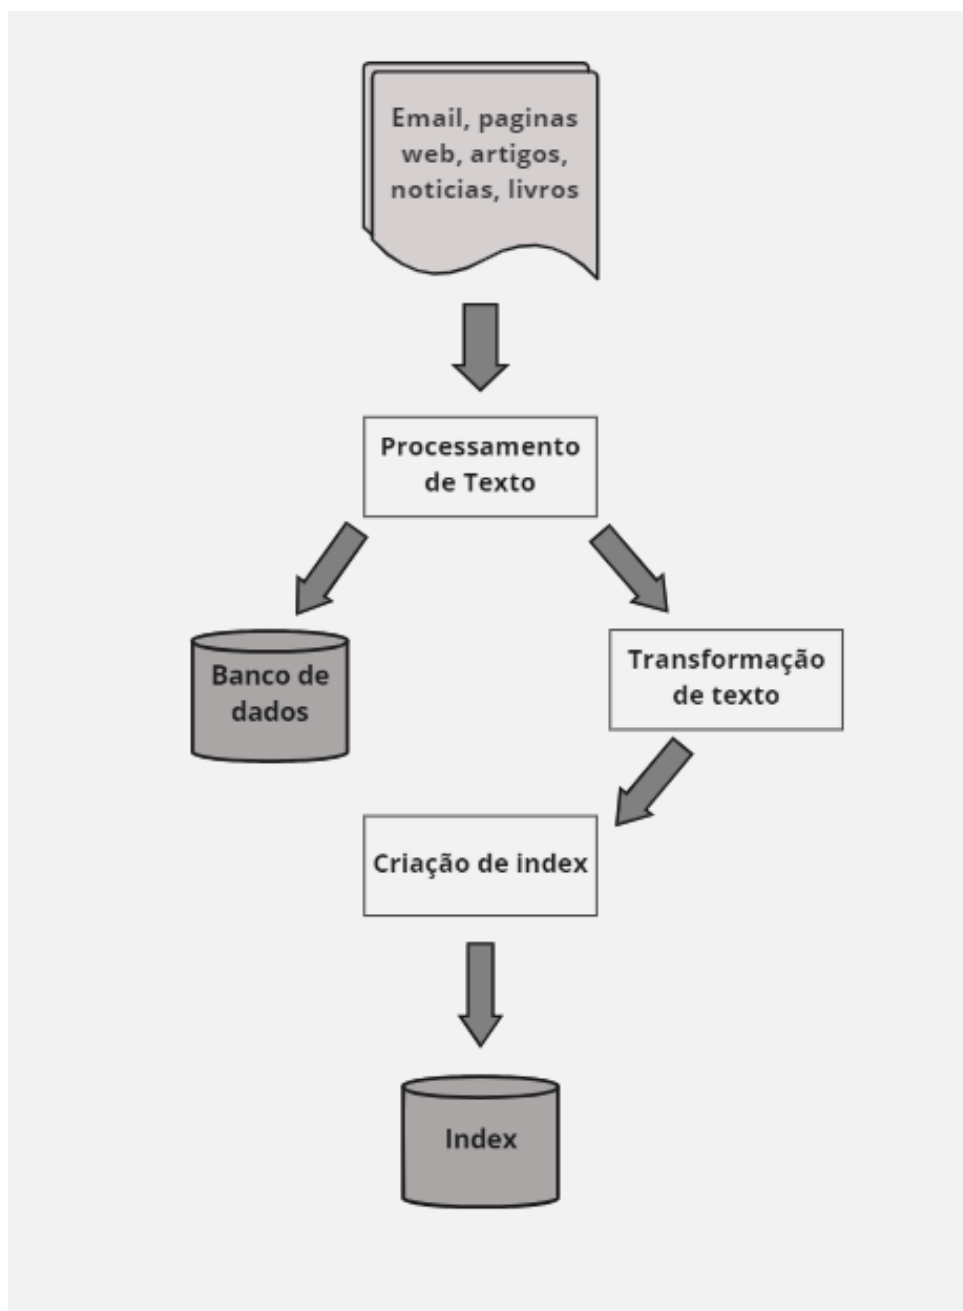 Email, paginas
web, artigos,
noticias, livros
Processamento
de Texto
Banco de
dados
Transformação
de texto
Criação de index
Index